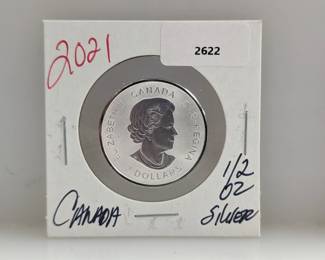 2021
2622
CANADA
ELIZABETH II
D. G. REGINA
DOLLARS
CANADA
1/2
OZ
SILVER